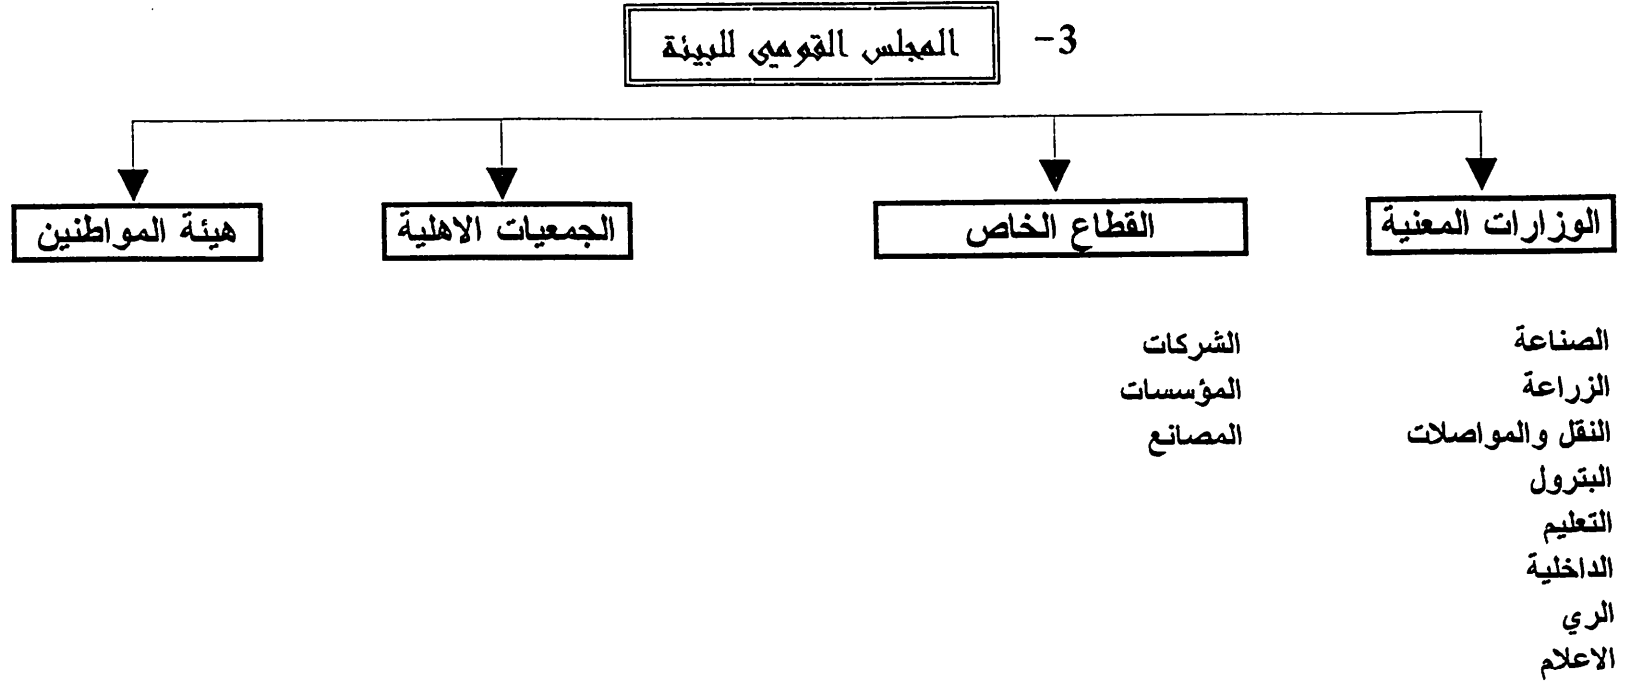 3- المجلس القومي للبيئة
الوزارات المعنية
القطاع الخاص
الجمعيات الاهلية
هيئة المواطنين
الصناعة
الزراعة
النقل والمواصلات
البترول
التعليم
الداخلية
الري
الاعلام
الشركات
المؤسسات
المصانع